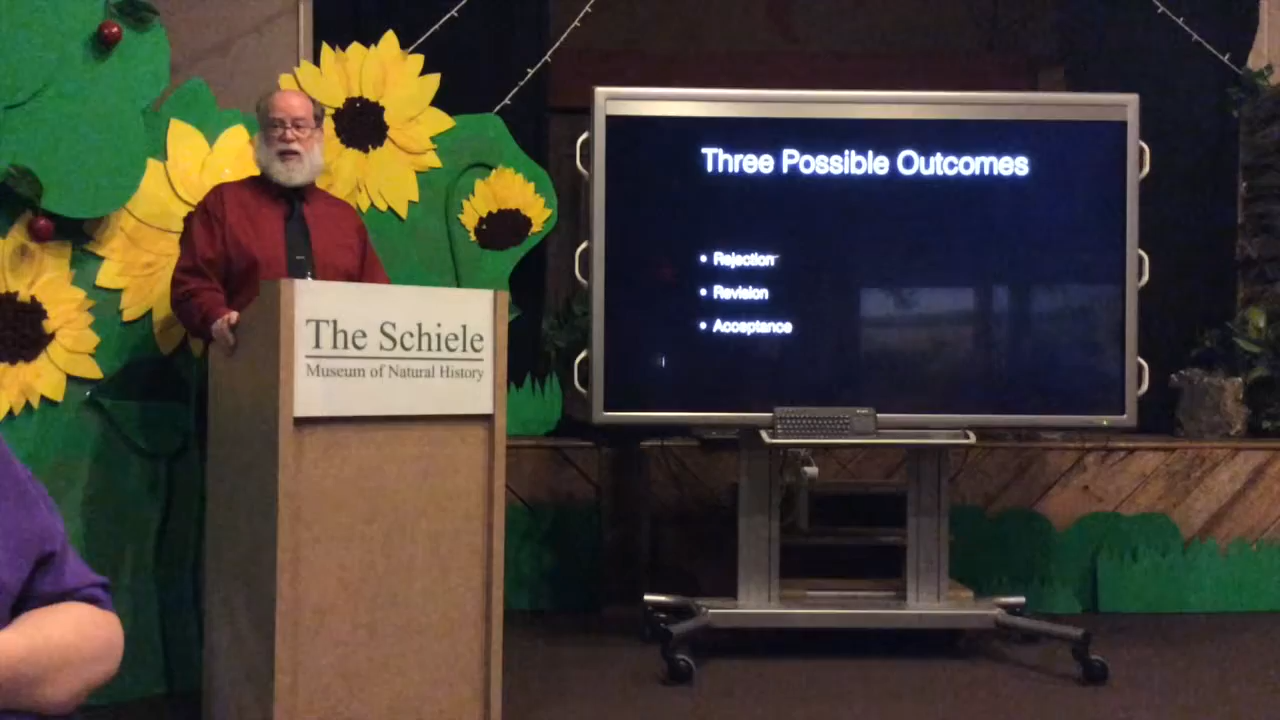 The Schiele
Museum of Natural History
Three Possible Outcomes
• Rejection
• Revision
• Acceptance